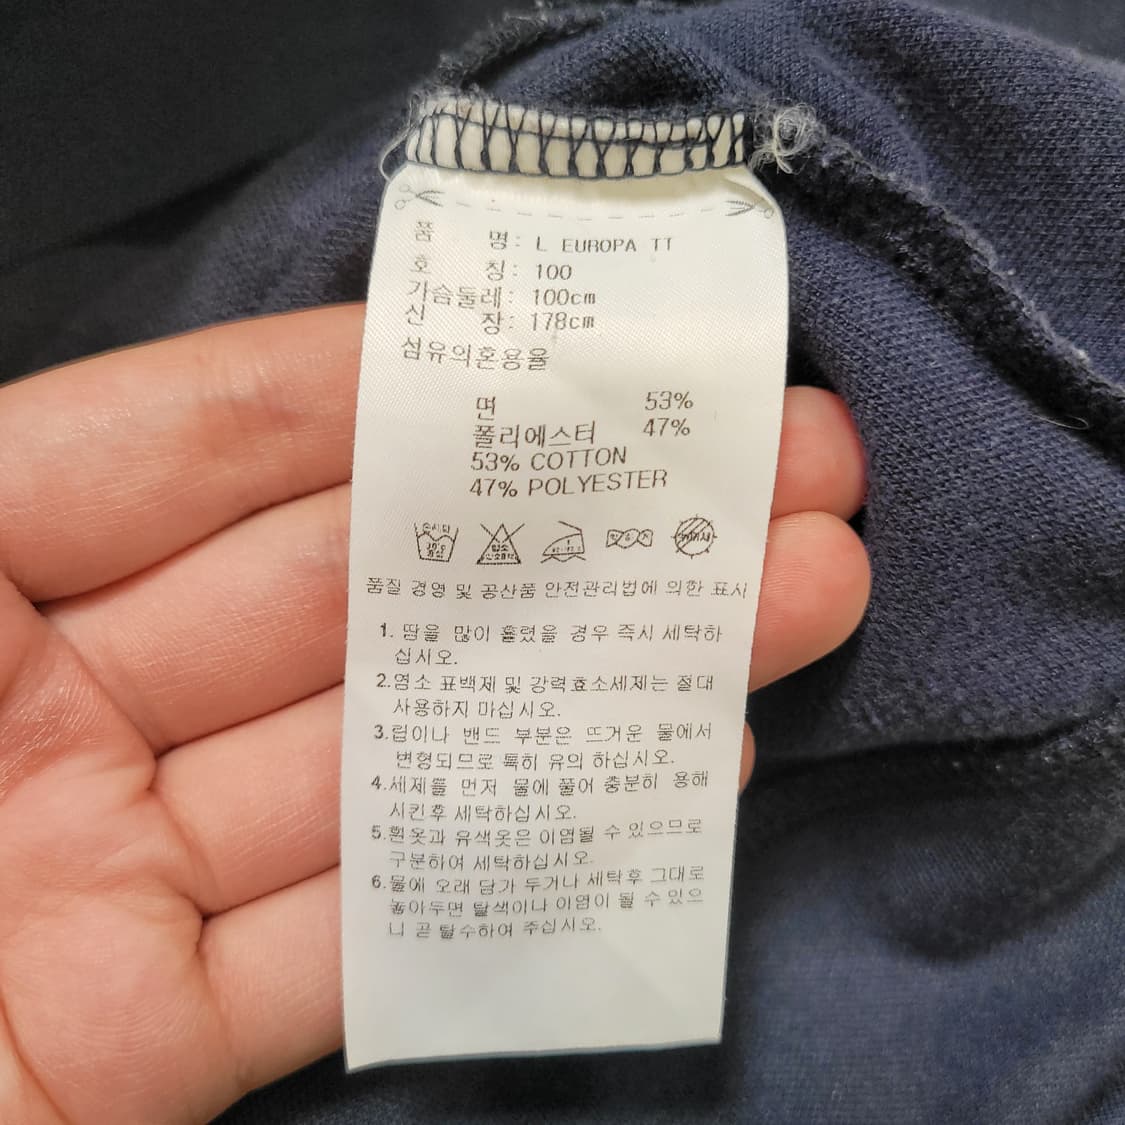 품 명: L EUROPA TT
호 칭: 100
가슴둘레: 100cm
신 장: 178cm
섬유의혼용율
면 53%
폴리에스터 47%
53% COTTON
47% POLYESTER
손세탁 염소
30℃
중성
품질 경영 및 공산품 안전관리법에 의한 표시
1. 땀을 많이 흘렸을 경우 즉시 세탁하
십시오.
2.염소 표백제 및 강력효소세제는 절대
사용하지 마십시오.
3.립이나 밴드 부분은 뜨거운 물에서
변형되므로 특히 유의 하십시오.
4.세제를 먼저 물에 풀어 충분히 용해
시킨후 세탁하십시오.
5.흰옷과 유색옷은 이염될 수 있으므로
구분하여 세탁하십시오.
6.물에 오래 담가 두거나 세탁후 그대로
놓아두면 탈색이나 이염이 될 수 있으
니 곧 탈수하여 주십시오.